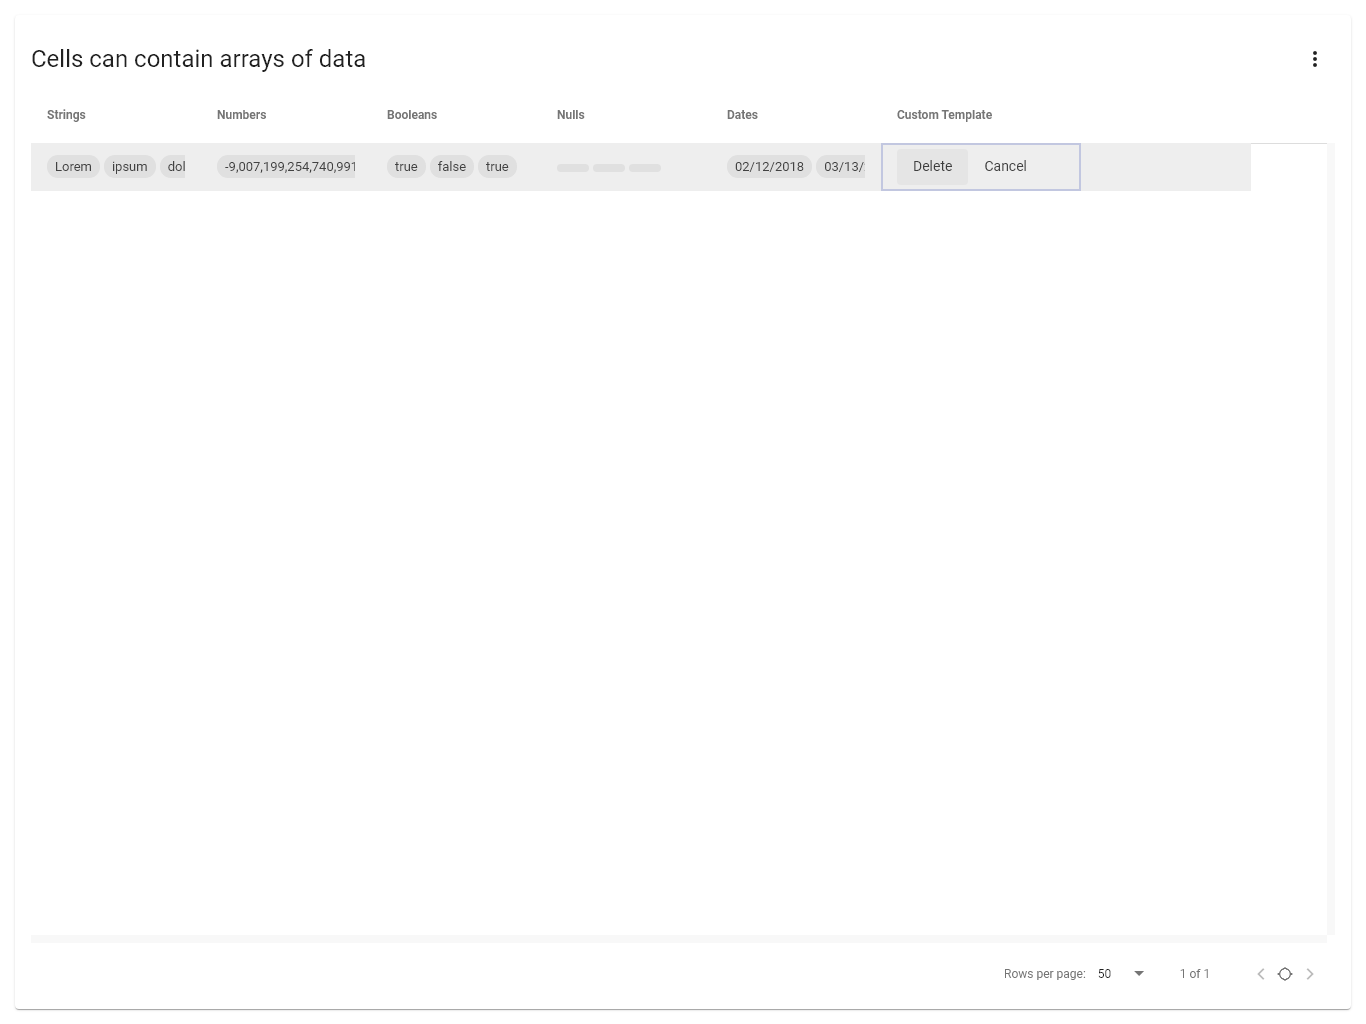 Cells can contain arrays of data
Strings Numbers Booleans Nulls Dates Custom Template
Lorem ipsum dol -9,007,199,254,740,991 true false true 02/12/2018 03/13/ Delete Cancel
Rows per page: 50 1 of 1